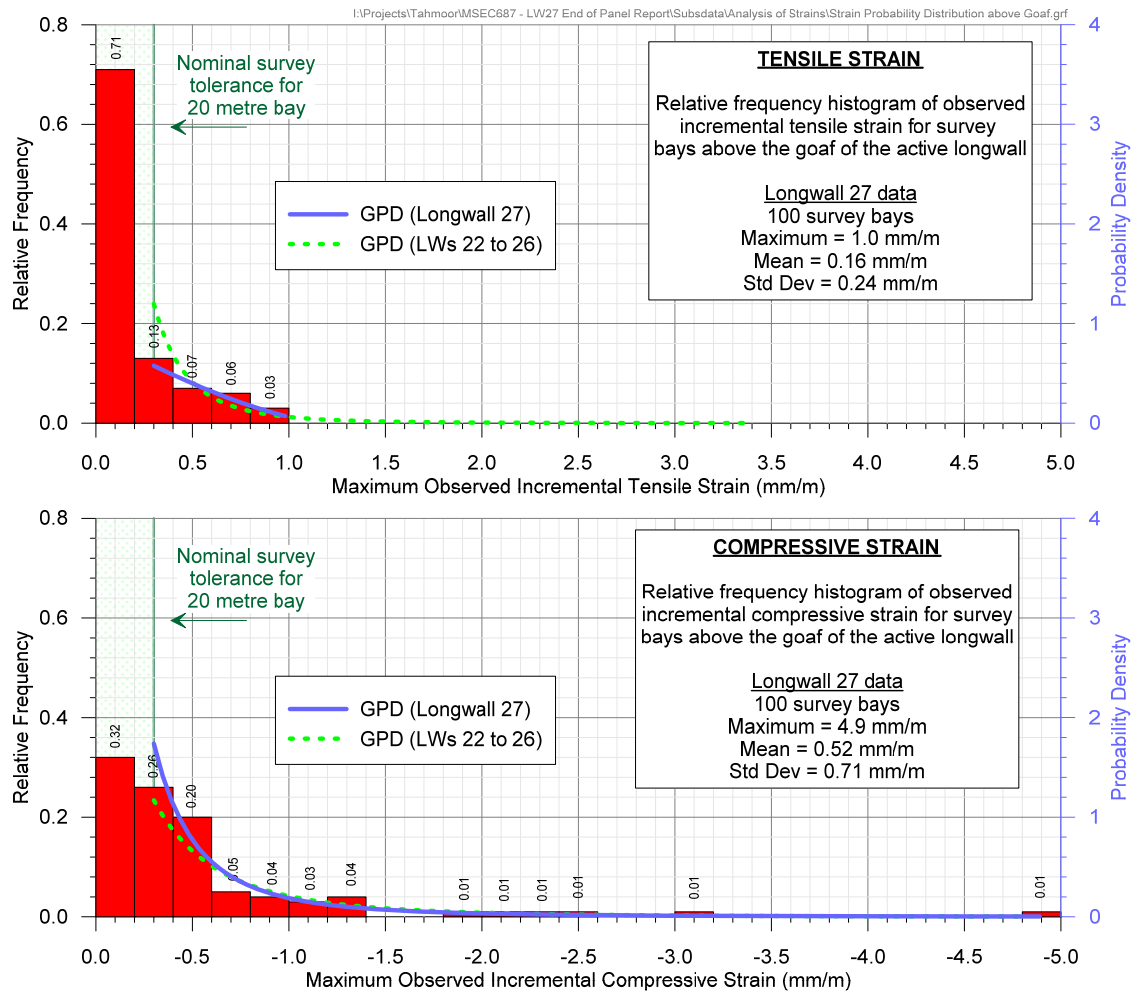 I:\Projects\Tahmoor\MSEC687 - LW27 End of Panel Report\Subsdata\Analysis of Strains\Strain Probability Distribution above Goaf.grf
0.8
0.6
0.4
0.2
0.0
Relative Frequency
4
3
2
1
0
Probability Density
Nominal survey
tolerance for
20 metre bay
0.71
0.13
0.07
0.06
0.03
GPD (Longwall 27)
GPD (LWs 22 to 26)
TENSILE STRAIN
Relative frequency histogram of observed
incremental tensile strain for survey
bays above the goaf of the active longwall
Longwall 27 data
100 survey bays
Maximum = 1.0 mm/m
Mean = 0.16 mm/m
Std Dev = 0.24 mm/m
0.0 0.5 1.0 1.5 2.0 2.5 3.0 3.5 4.0 4.5 5.0
Maximum Observed Incremental Tensile Strain (mm/m)
0.8
0.6
0.4
0.2
0.0
Relative Frequency
4
3
2
1
0
Probability Density
Nominal survey
tolerance for
20 metre bay
0.32
0.26
0.20
0.05
0.04
0.03
0.04
0.01
0.01
0.01
0.01
0.01
0.01
GPD (Longwall 27)
GPD (LWs 22 to 26)
COMPRESSIVE STRAIN
Relative frequency histogram of observed
incremental compressive strain for survey
bays above the goaf of the active longwall
Longwall 27 data
100 survey bays
Maximum = 4.9 mm/m
Mean = 0.52 mm/m
Std Dev = 0.71 mm/m
0.0 -0.5 -1.0 -1.5 -2.0 -2.5 -3.0 -3.5 -4.0 -4.5 -5.0
Maximum Observed Incremental Compressive Strain (mm/m)